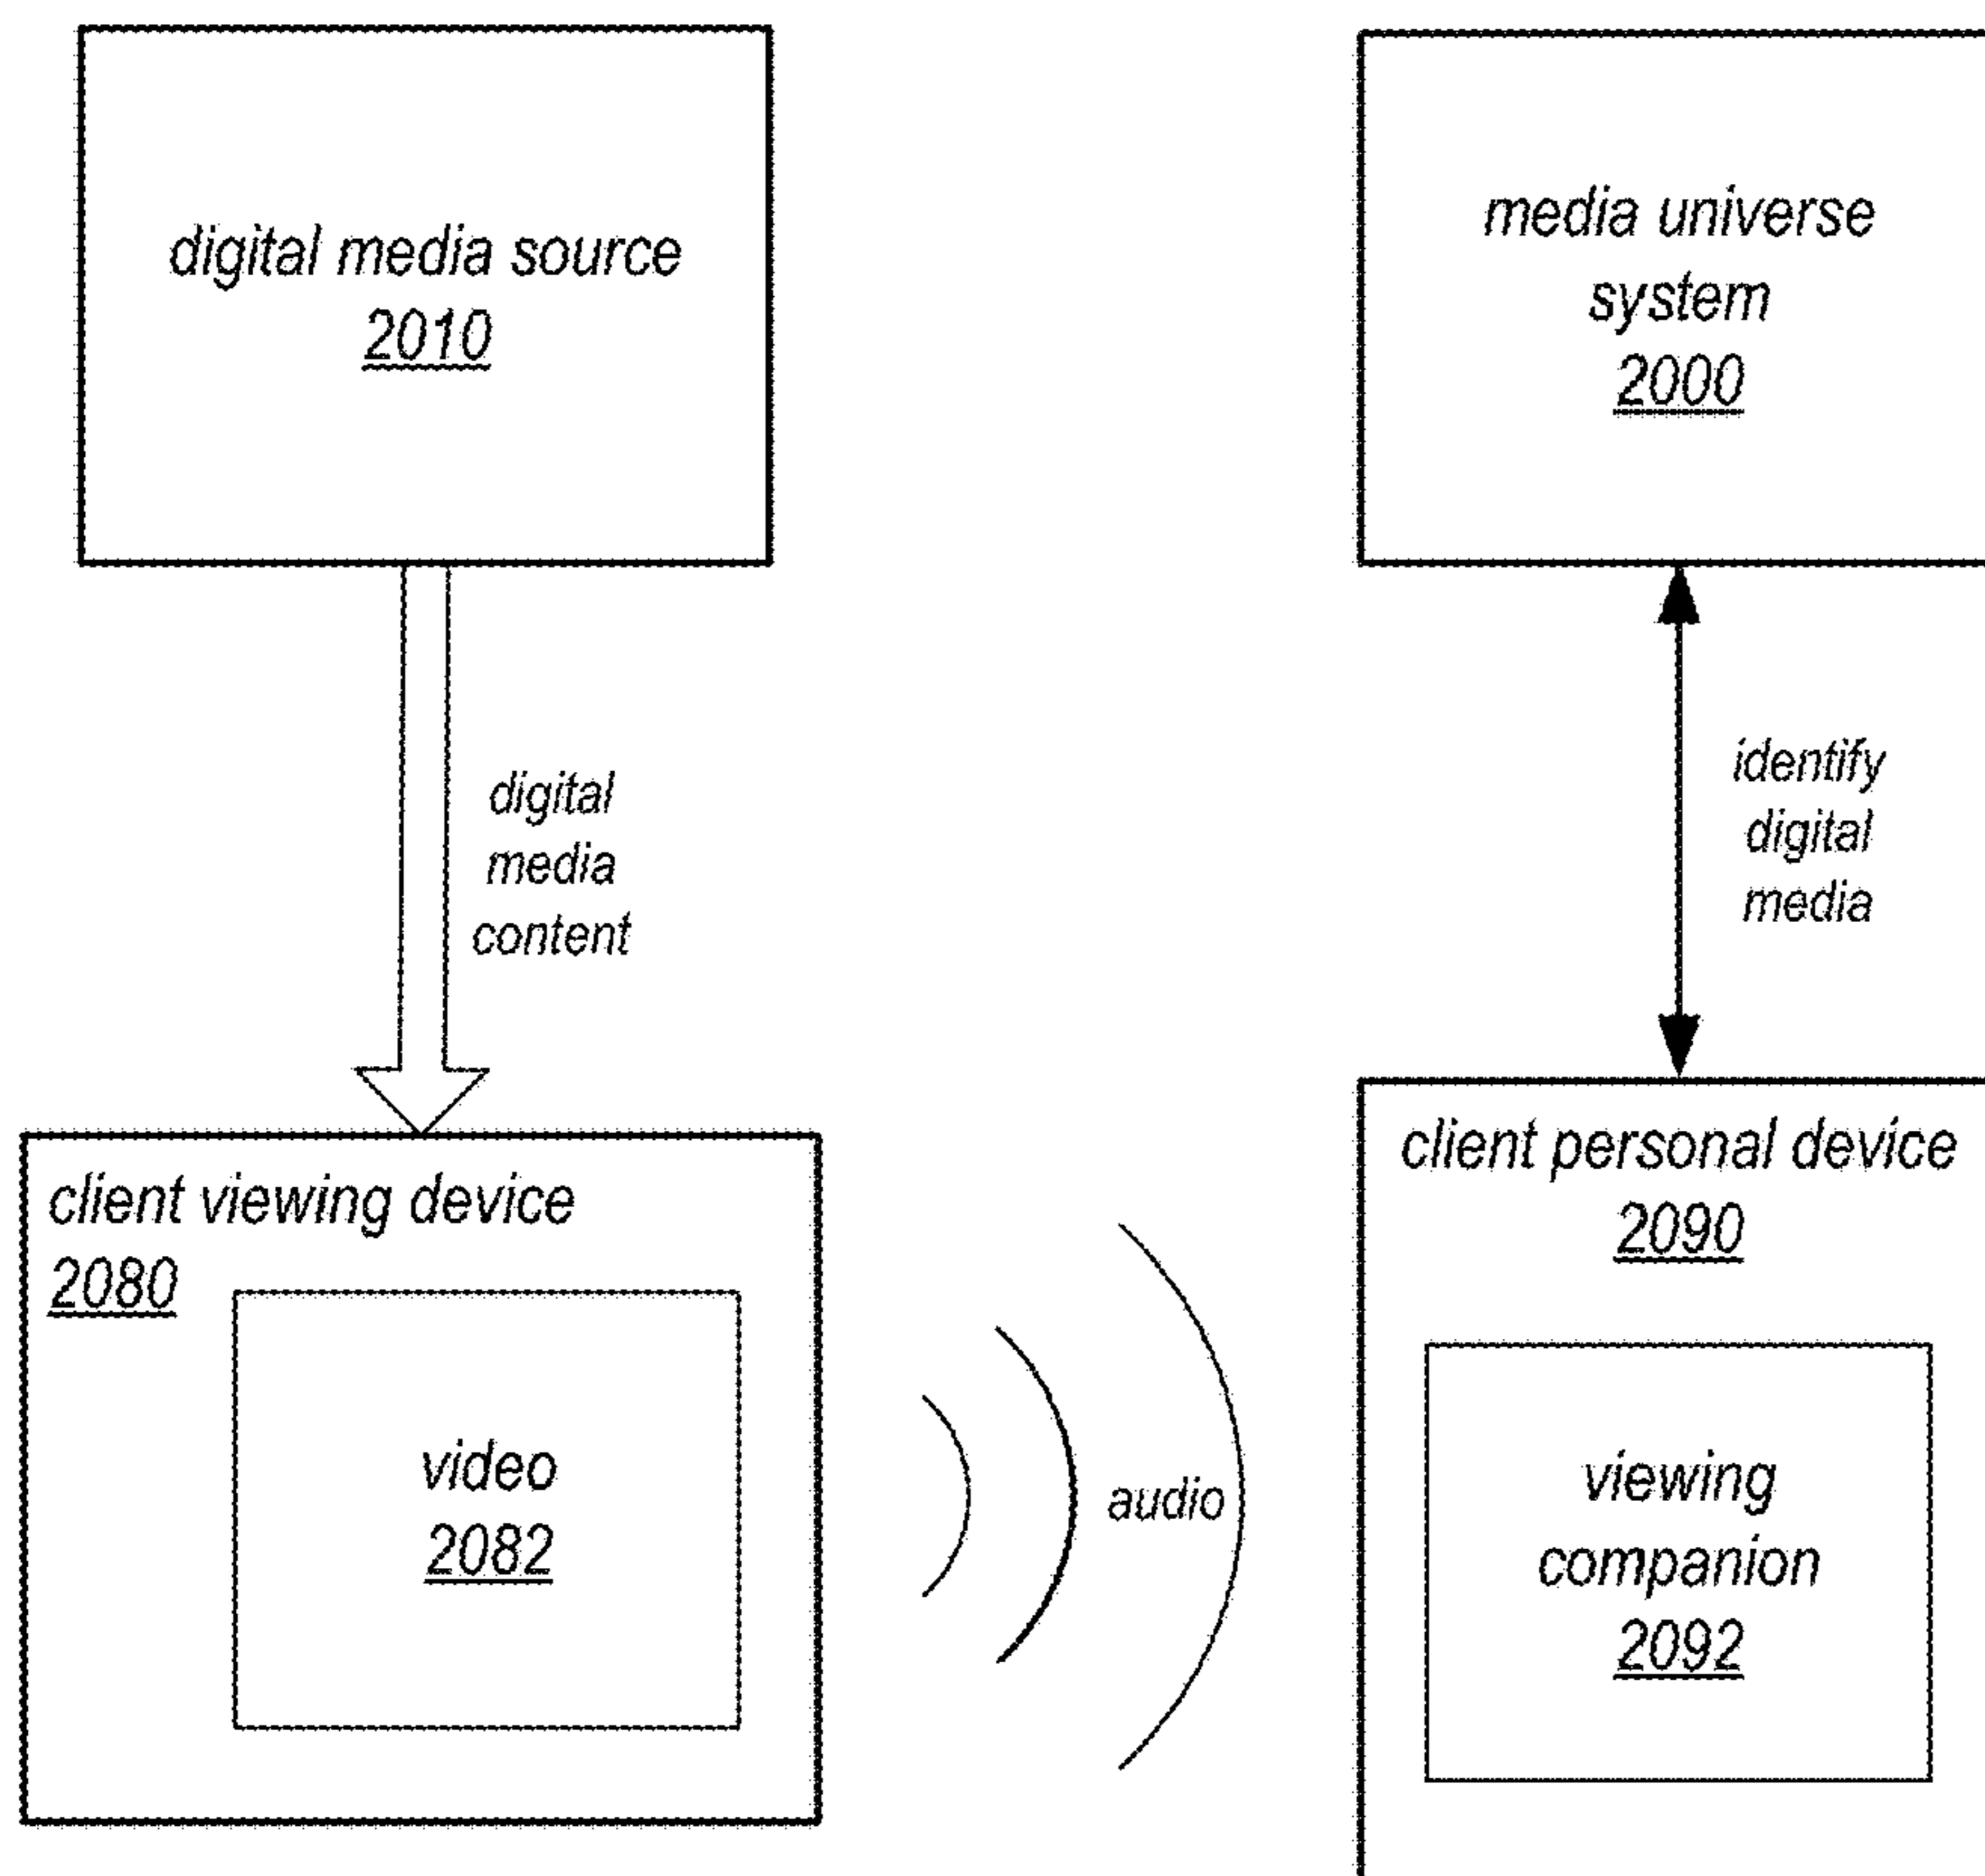 digital media source
2010
media universe
system
2000
digital
media
content
identify
digital
media
client viewing device
2080
video
2082
audio
client personal device
2090
viewing
companion
2092